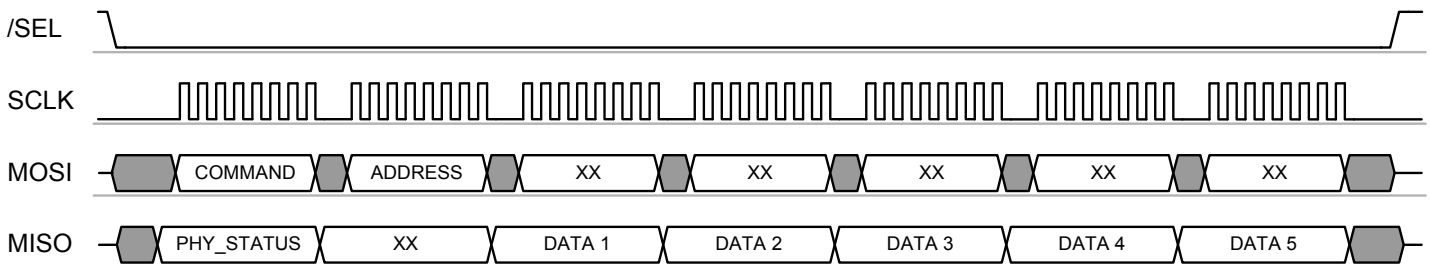 /SEL
SCLK
MOSI COMMAND ADDRESS XX XX XX XX XX
MISO PHY_STATUS XX DATA 1 DATA 2 DATA 3 DATA 4 DATA 5